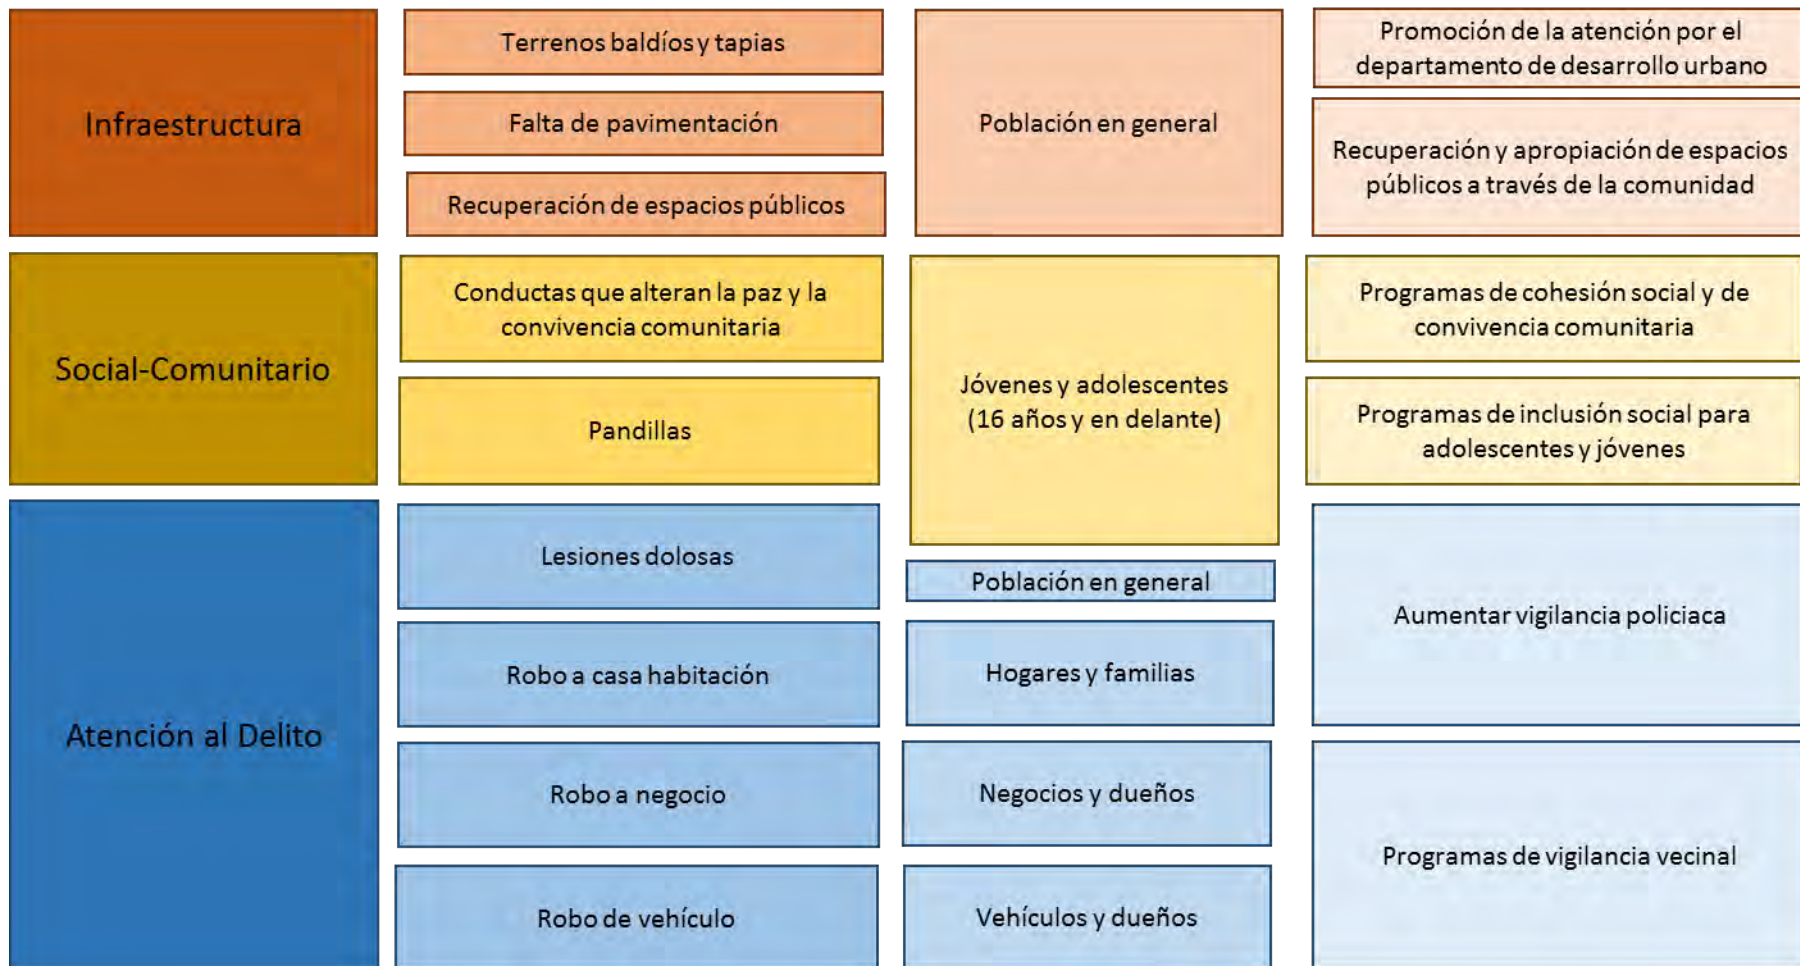 Infraestructura
Terrenos baldíos y tapias
Falta de pavimentación
Recuperación de espacios públicos
Población en general
Promoción de la atención por el
departamento de desarrollo urbano
Recuperación y apropiación de espacios
públicos a través de la comunidad
Social-Comunitario
Conductas que alteran la paz y la
convivencia comunitaria
Pandillas
Jóvenes y adolescentes
(16 años y en delante)
Programas de cohesión social y de
convivencia comunitaria
Programas de inclusión social para
adolescentes y jóvenes
Atención al Delito
Lesiones dolosas
Robo a casa habitación
Robo a negocio
Robo de vehículo
Población en general
Hogares y familias
Negocios y dueños
Vehículos y dueños
Aumentar vigilancia policiaca
Programas de vigilancia vecinal